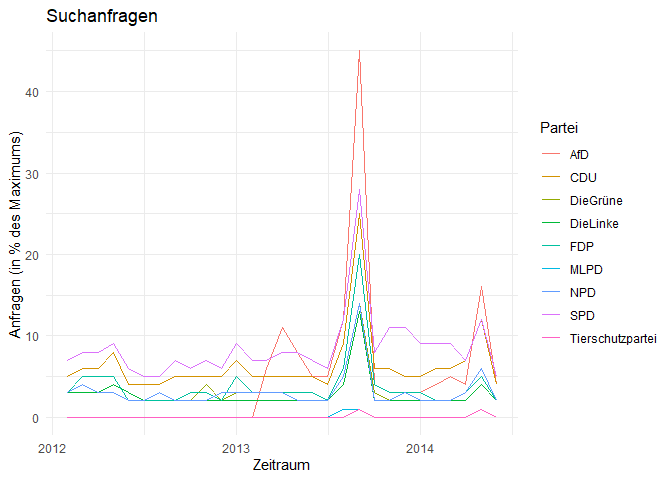 Suchanfragen
Anfragen (in % des Maximums)
40
30
20
10
0
2012
2013
2014
Zeitraum
Partei
AfD
CDU
DieGrüne
DieLinke
FDP
MLPD
NPD
SPD
Tierschutzpartei